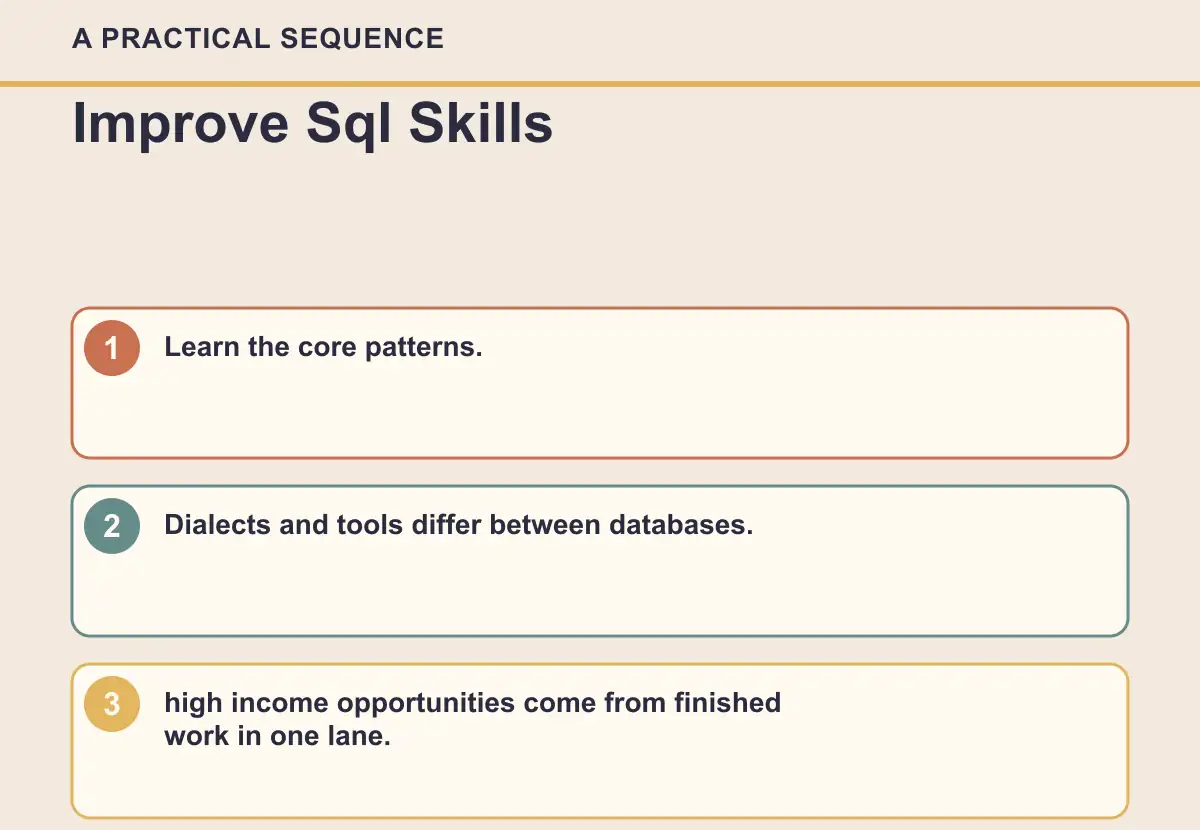 A PRACTICAL SEQUENCE
Improve Sql Skills
1
Learn the core patterns.
2
Dialects and tools differ between databases.
3
high income opportunities come from finished
work in one lane.